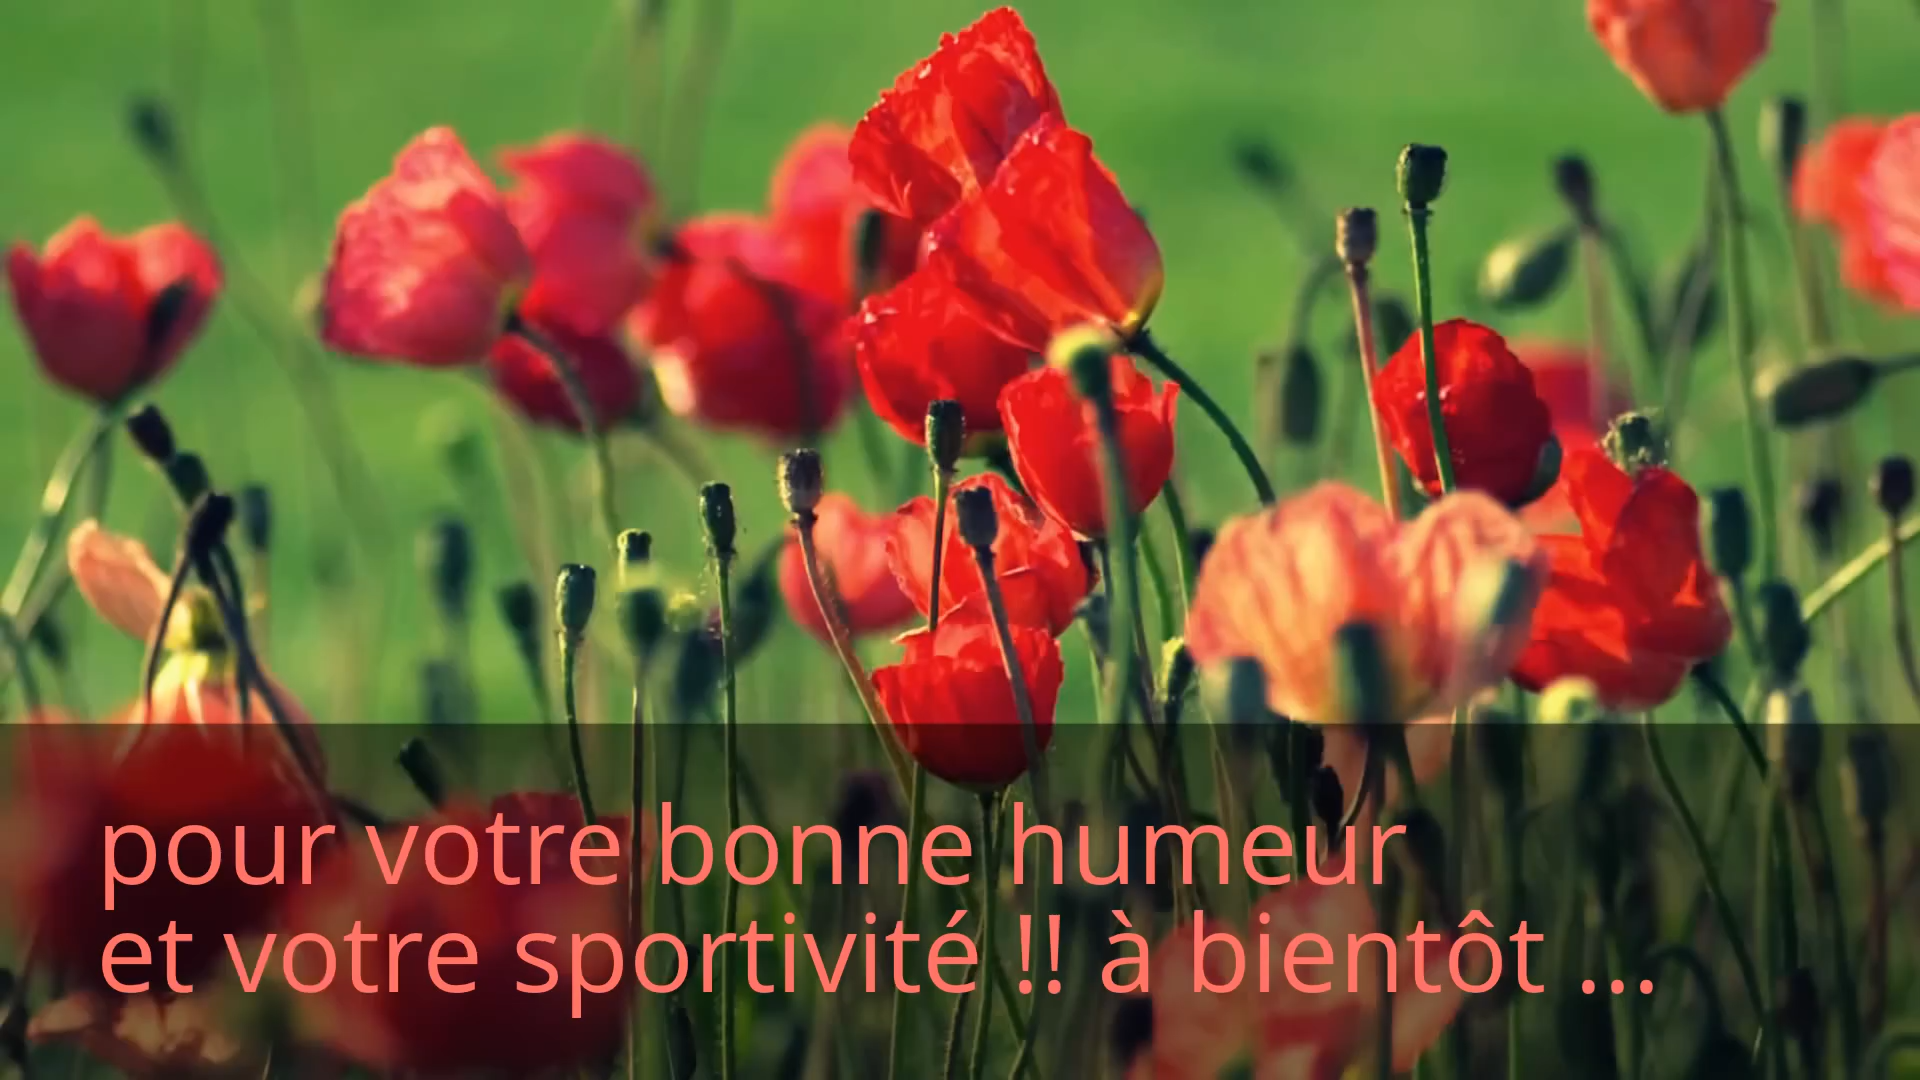 pour votre bonne humeur
et votre sportivité !! à bientôt ...